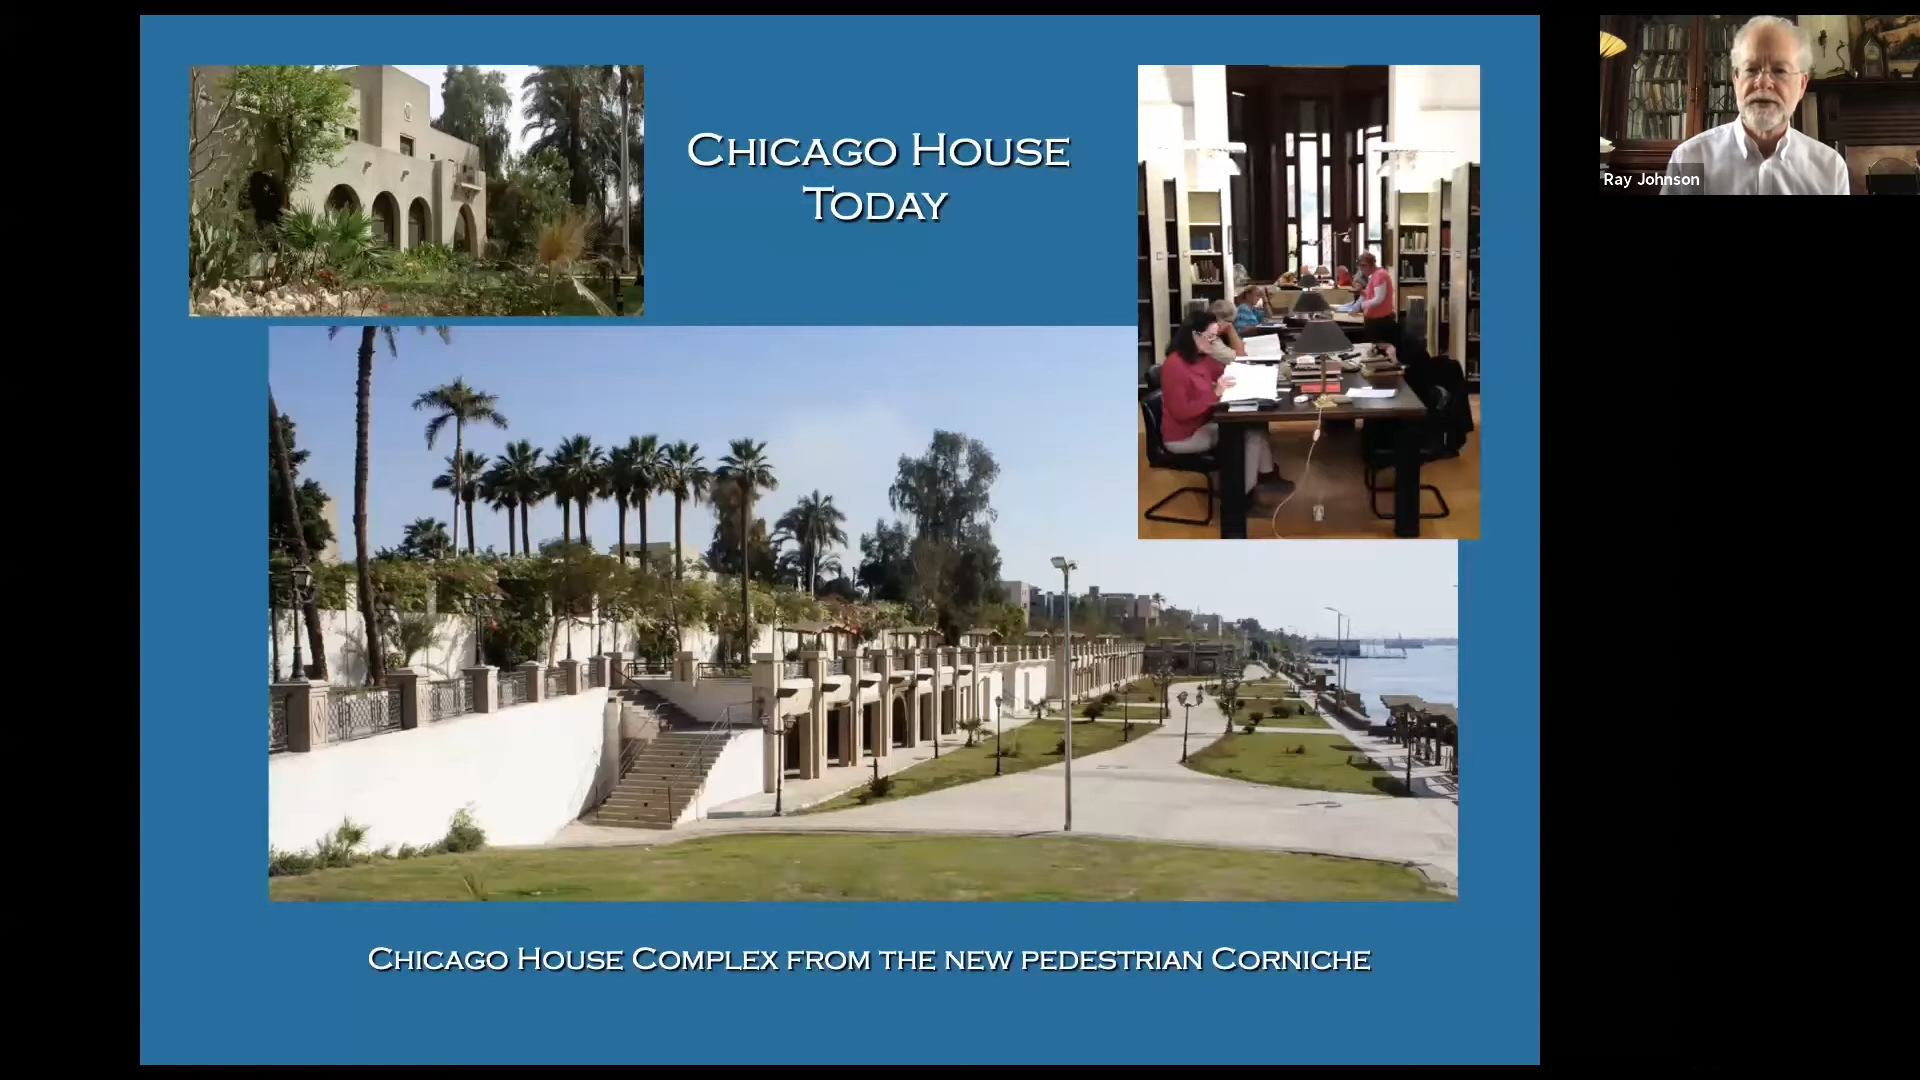 Chicago House
Today
Ray Johnson
Chicago House Complex from the new pedestrian Corniche